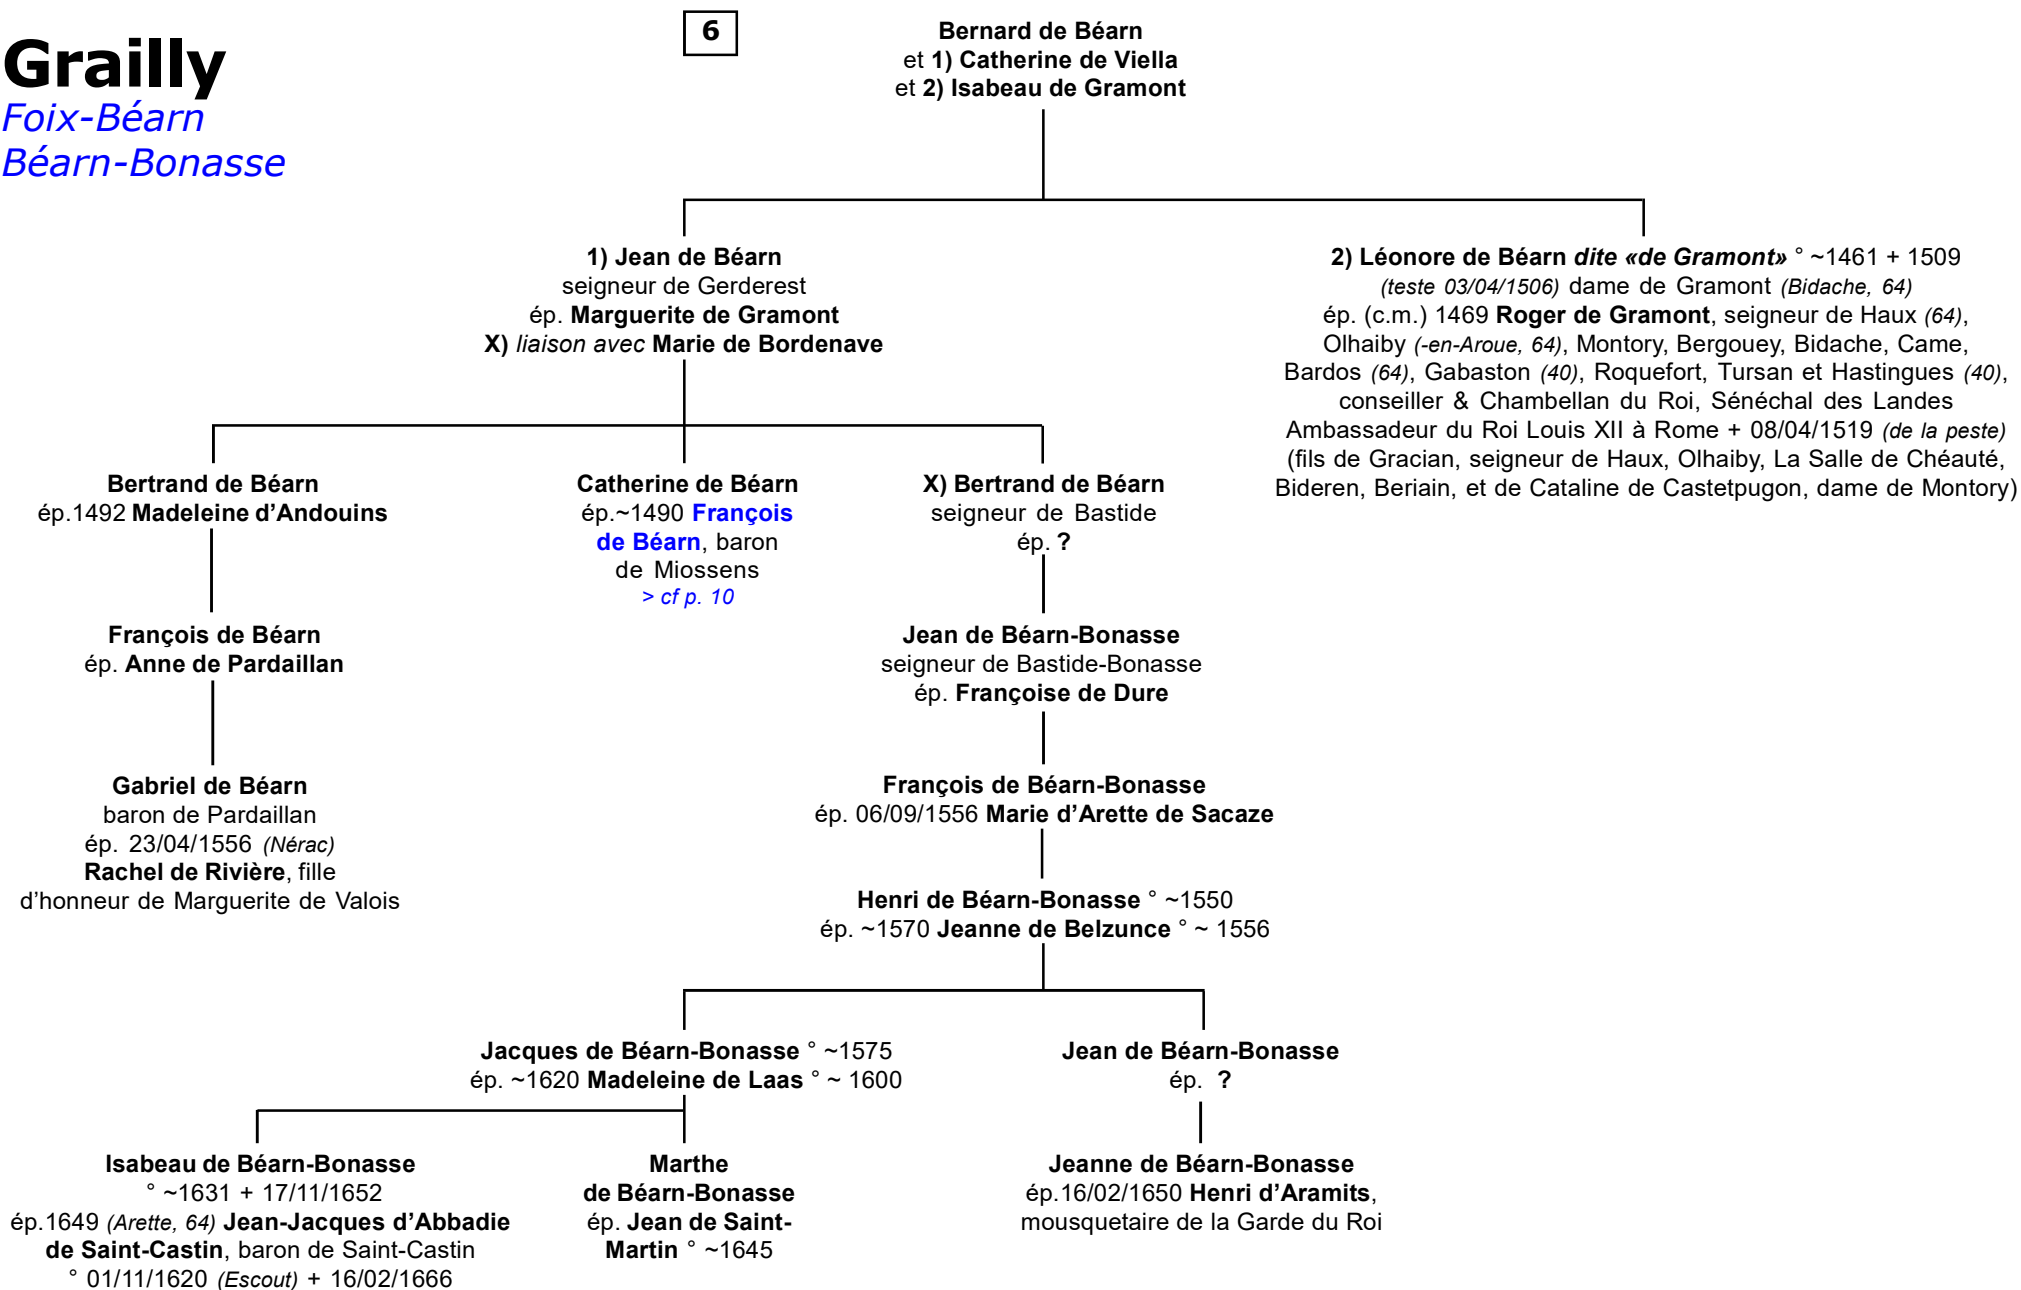 Grailly
Foix-Béarn
Béarn-Bonasse
6
Bernard de Béarn
et 1) Catherine de Viella
et 2) Isabeau de Gramont
1) Jean de Béarn
seigneur de Gerderest
ép. Marguerite de Gramont
X) liaison avec Marie de Bordenave
2) Léonore de Béarn dite «de Gramont» ° ~1461 + 1509
(teste 03/04/1506) dame de Gramont (Bidache, 64)
ép. (c.m.) 1469 Roger de Gramont, seigneur de Haux (64),
Olhaiby (-en-Aroue, 64), Montory, Bergouey, Bidache, Came,
Bardos (64), Gabaston (40), Roquefort, Tursan et Hastingues (40),
conseiller & Chambellan du Roi, Sénéchal des Landes
Ambassadeur du Roi Louis XII à Rome + 08/04/1519 (de la peste)
(fils de Gracian, seigneur de Haux, Olhaiby, La Salle de Chéauté,
Bideren, Beriain, et de Cataline de Castetpugon, dame de Montory)
Bertrand de Béarn
ép.1492 Madeleine d’Andouins
Catherine de Béarn
ép.~1490 François
de Béarn, baron
de Miossens
> cf p. 10
X) Bertrand de Béarn
seigneur de Bastide
ép. ?
François de Béarn
ép. Anne de Pardaillan
Jean de Béarn-Bonasse
seigneur de Bastide-Bonasse
ép. Françoise de Dure
Gabriel de Béarn
baron de Pardaillan
ép. 23/04/1556 (Nérac)
Rachel de Rivière, fille
d’honneur de Marguerite de Valois
François de Béarn-Bonasse
ép. 06/09/1556 Marie d’Arette de Sacaze
Henri de Béarn-Bonasse ° ~1550
ép. ~1570 Jeanne de Belzunce ° ~ 1556
Jacques de Béarn-Bonasse ° ~1575
ép. ~1620 Madeleine de Laas ° ~ 1600
Jean de Béarn-Bonasse
ép. ?
Isabeau de Béarn-Bonasse
° ~1631 + 17/11/1652
ép.1649 (Arette, 64) Jean-Jacques d’Abbadie
de Saint-Castin, baron de Saint-Castin
° 01/11/1620 (Escout) + 16/02/1666
Marthe
de Béarn-Bonasse
ép. Jean de Saint-
Martin ° ~1645
Jeanne de Béarn-Bonasse
ép.16/02/1650 Henri d’Aramits,
mousquetaire de la Garde du Roi